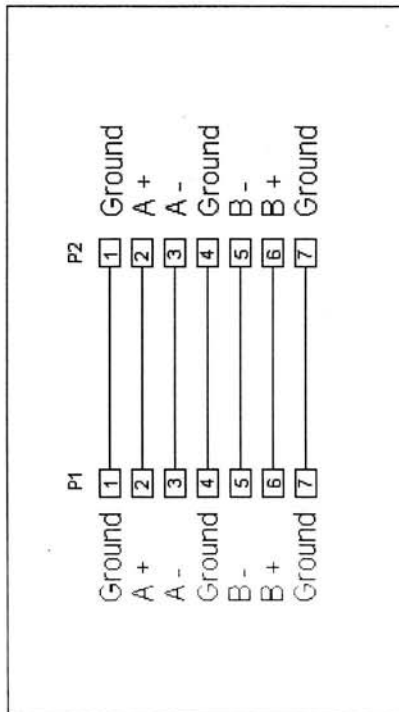 P1 P2
Ground 1 1 Ground
A + 2 2 A +
A - 3 3 A -
Ground 4 4 Ground
B - 5 5 B -
B + 6 6 B +
Ground 7 7 Ground